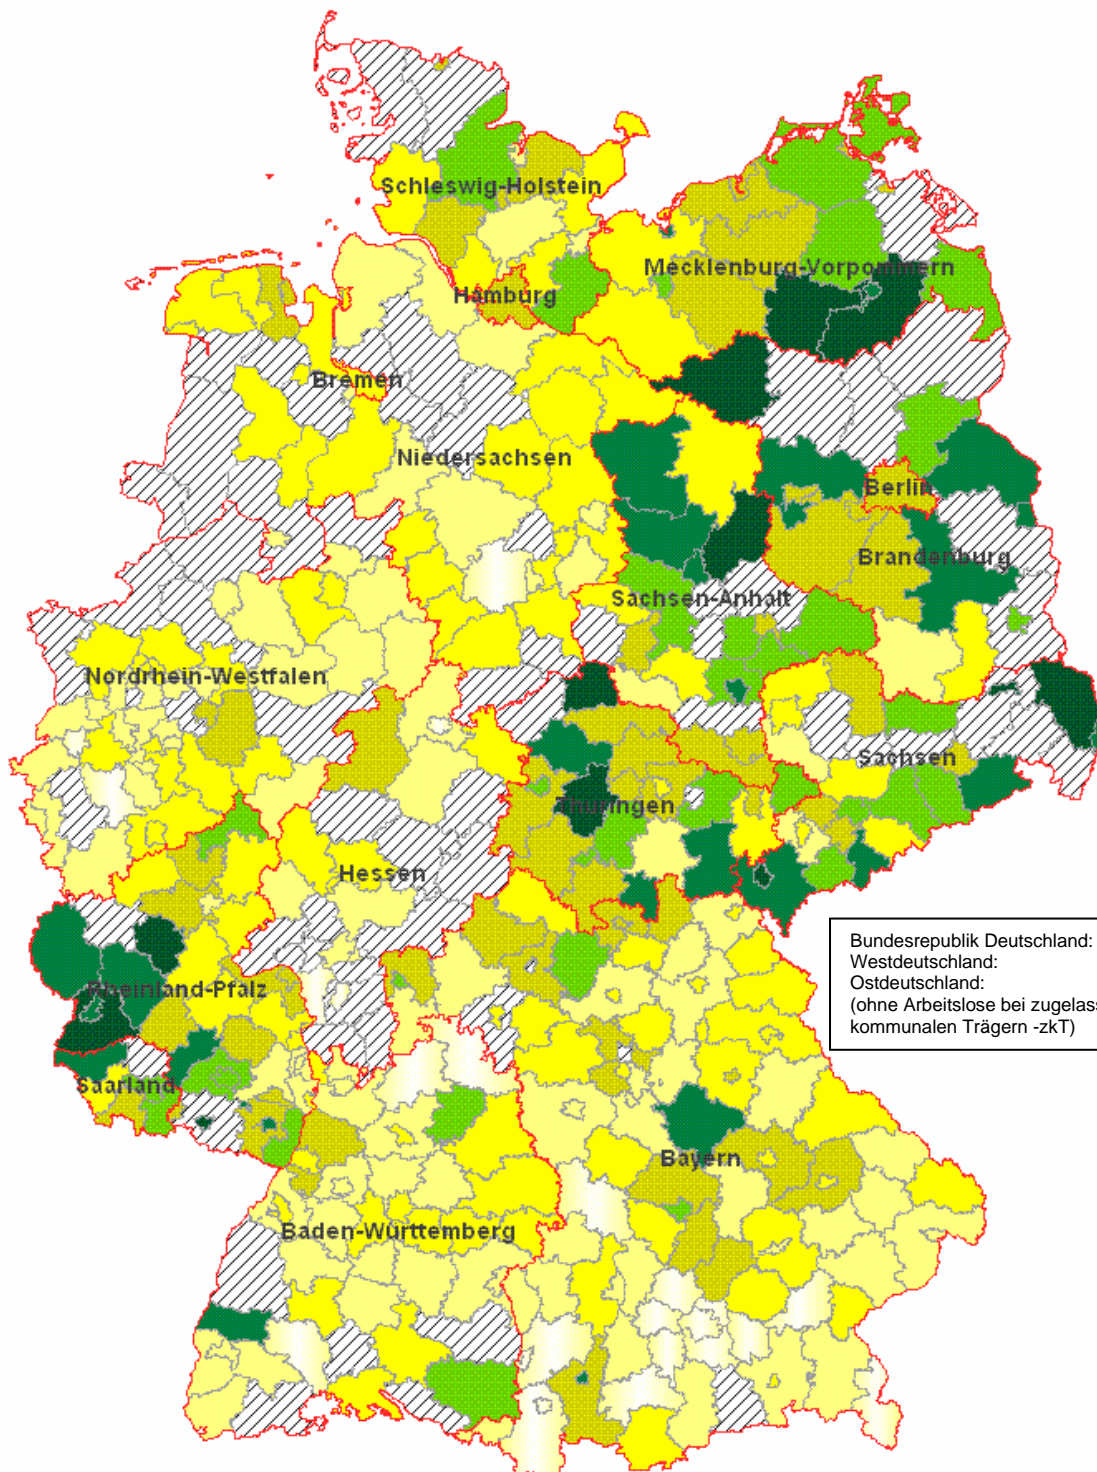 Schleswig-Holstein
Mecklenburg-Vorpommern
Hamburg
Bremen
Niedersachsen
Berlin
Brandenburg
Sachsen-Anhalt
Nordrhein-Westfalen
Sachsen
Thüringen
Hessen
Bundesrepublik Deutschland:
Westdeutschland:
Ostdeutschland:
(ohne Arbeitslose bei zugelass
kommunalen Trägern -zkT)
Rheinland-Pfalz
Saarland
Bayern
Baden-Württemberg